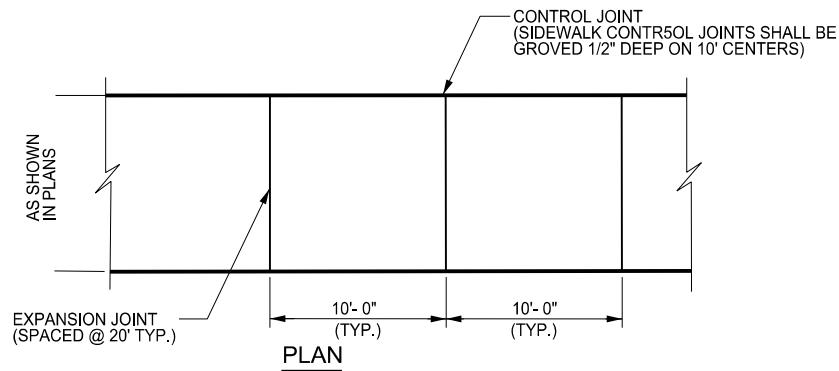 CONTROL JOINT
(SIDEWALK CONTR5OL JOINTS SHALL BE
GROVED 1/2" DEEP ON 10' CENTERS)
AS SHOWN
IN PLANS
EXPANSION JOINT
(SPACED @ 20' TYP.)
10'- 0"
(TYP.)
10'- 0"
(TYP.)
PLAN